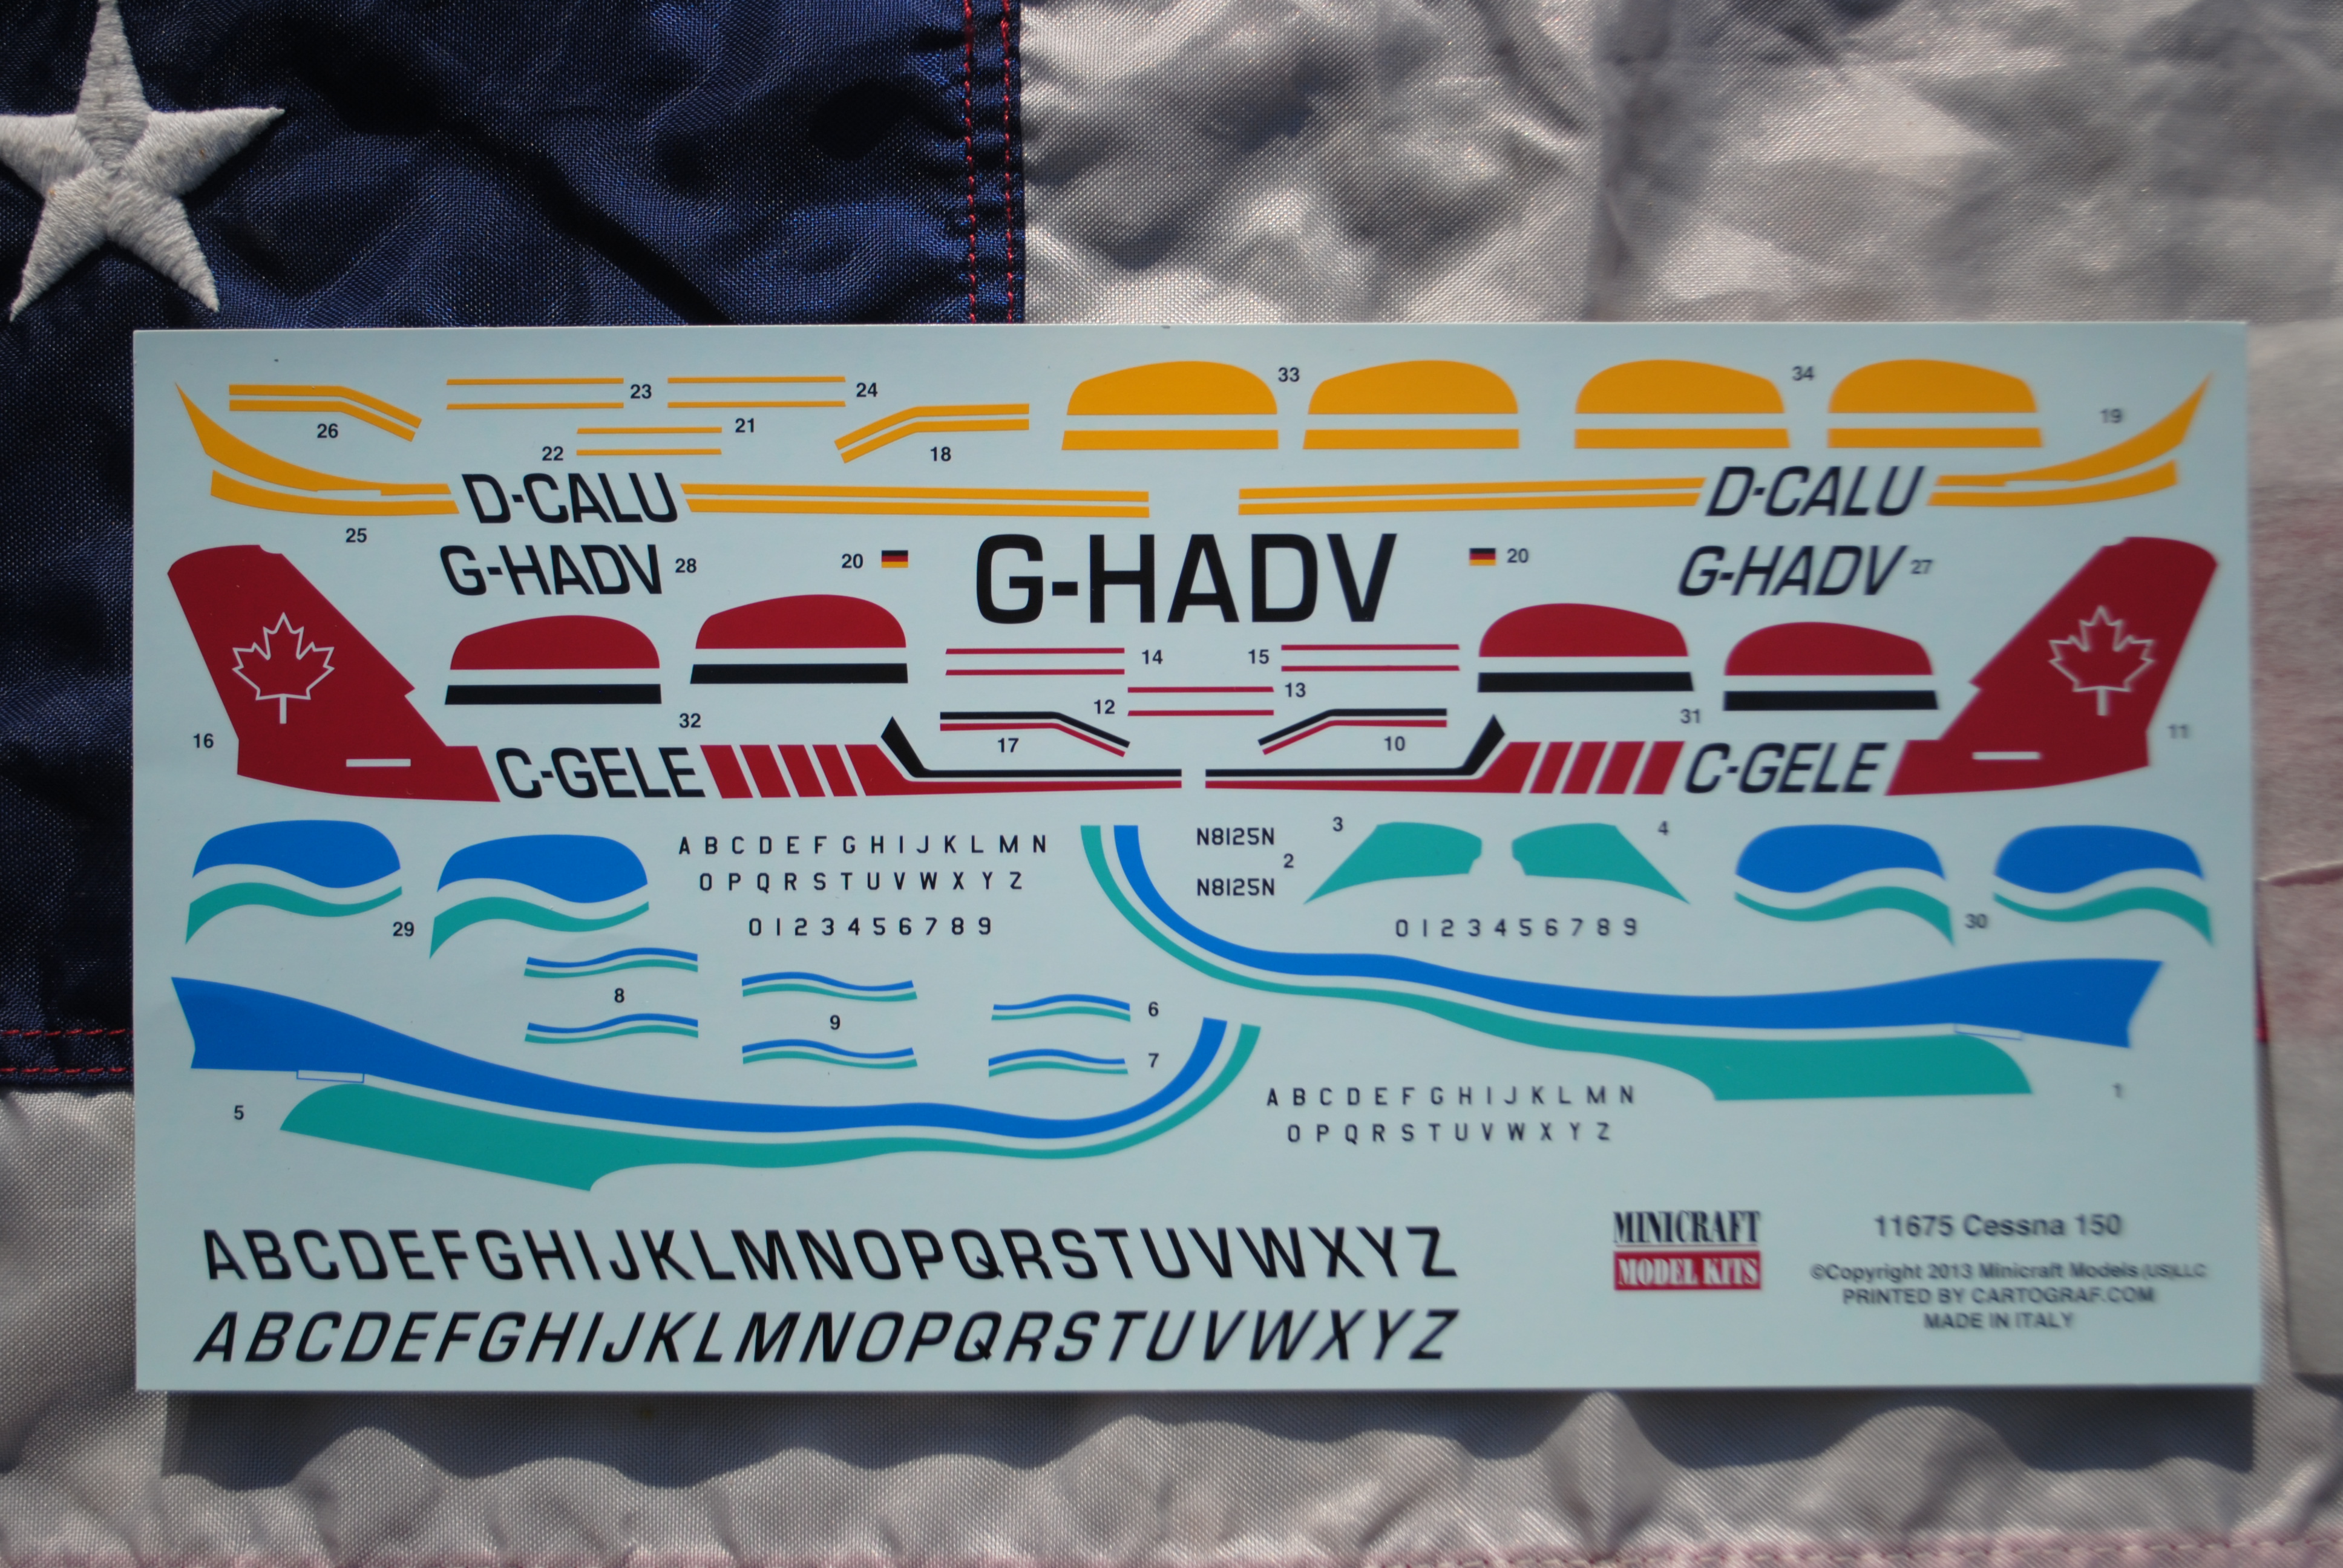 33
34
23
24
19
26
21
22
18
D-CALU
D-CALU
25
G-HADV 28
20
G-HADV
20
G-HADV 27
14
15
13
12
32
31
16
17
10
11
C-GELE
C-GELE
A B C D E F G H I J K L M N
O P Q R S T U V W X Y Z
0 1 2 3 4 5 6 7 8 9
N8125N
2
N8125N
3
4
0 1 2 3 4 5 6 7 8 9
29
30
8
9
6
7
5
1
A B C D E F G H I J K L M N
O P Q R S T U V W X Y Z
ABCDEFGHIJKLMNOPQRSTUVWXYZ
ABCDEFGHIJKLMNOPQRSTUVWXYZ
MINICRAFT
MODEL KITS
11675 Cessna 150
©Copyright 2013 Minicraft Models (US)LLC
PRINTED BY CARTOGRAF.COM
MADE IN ITALY